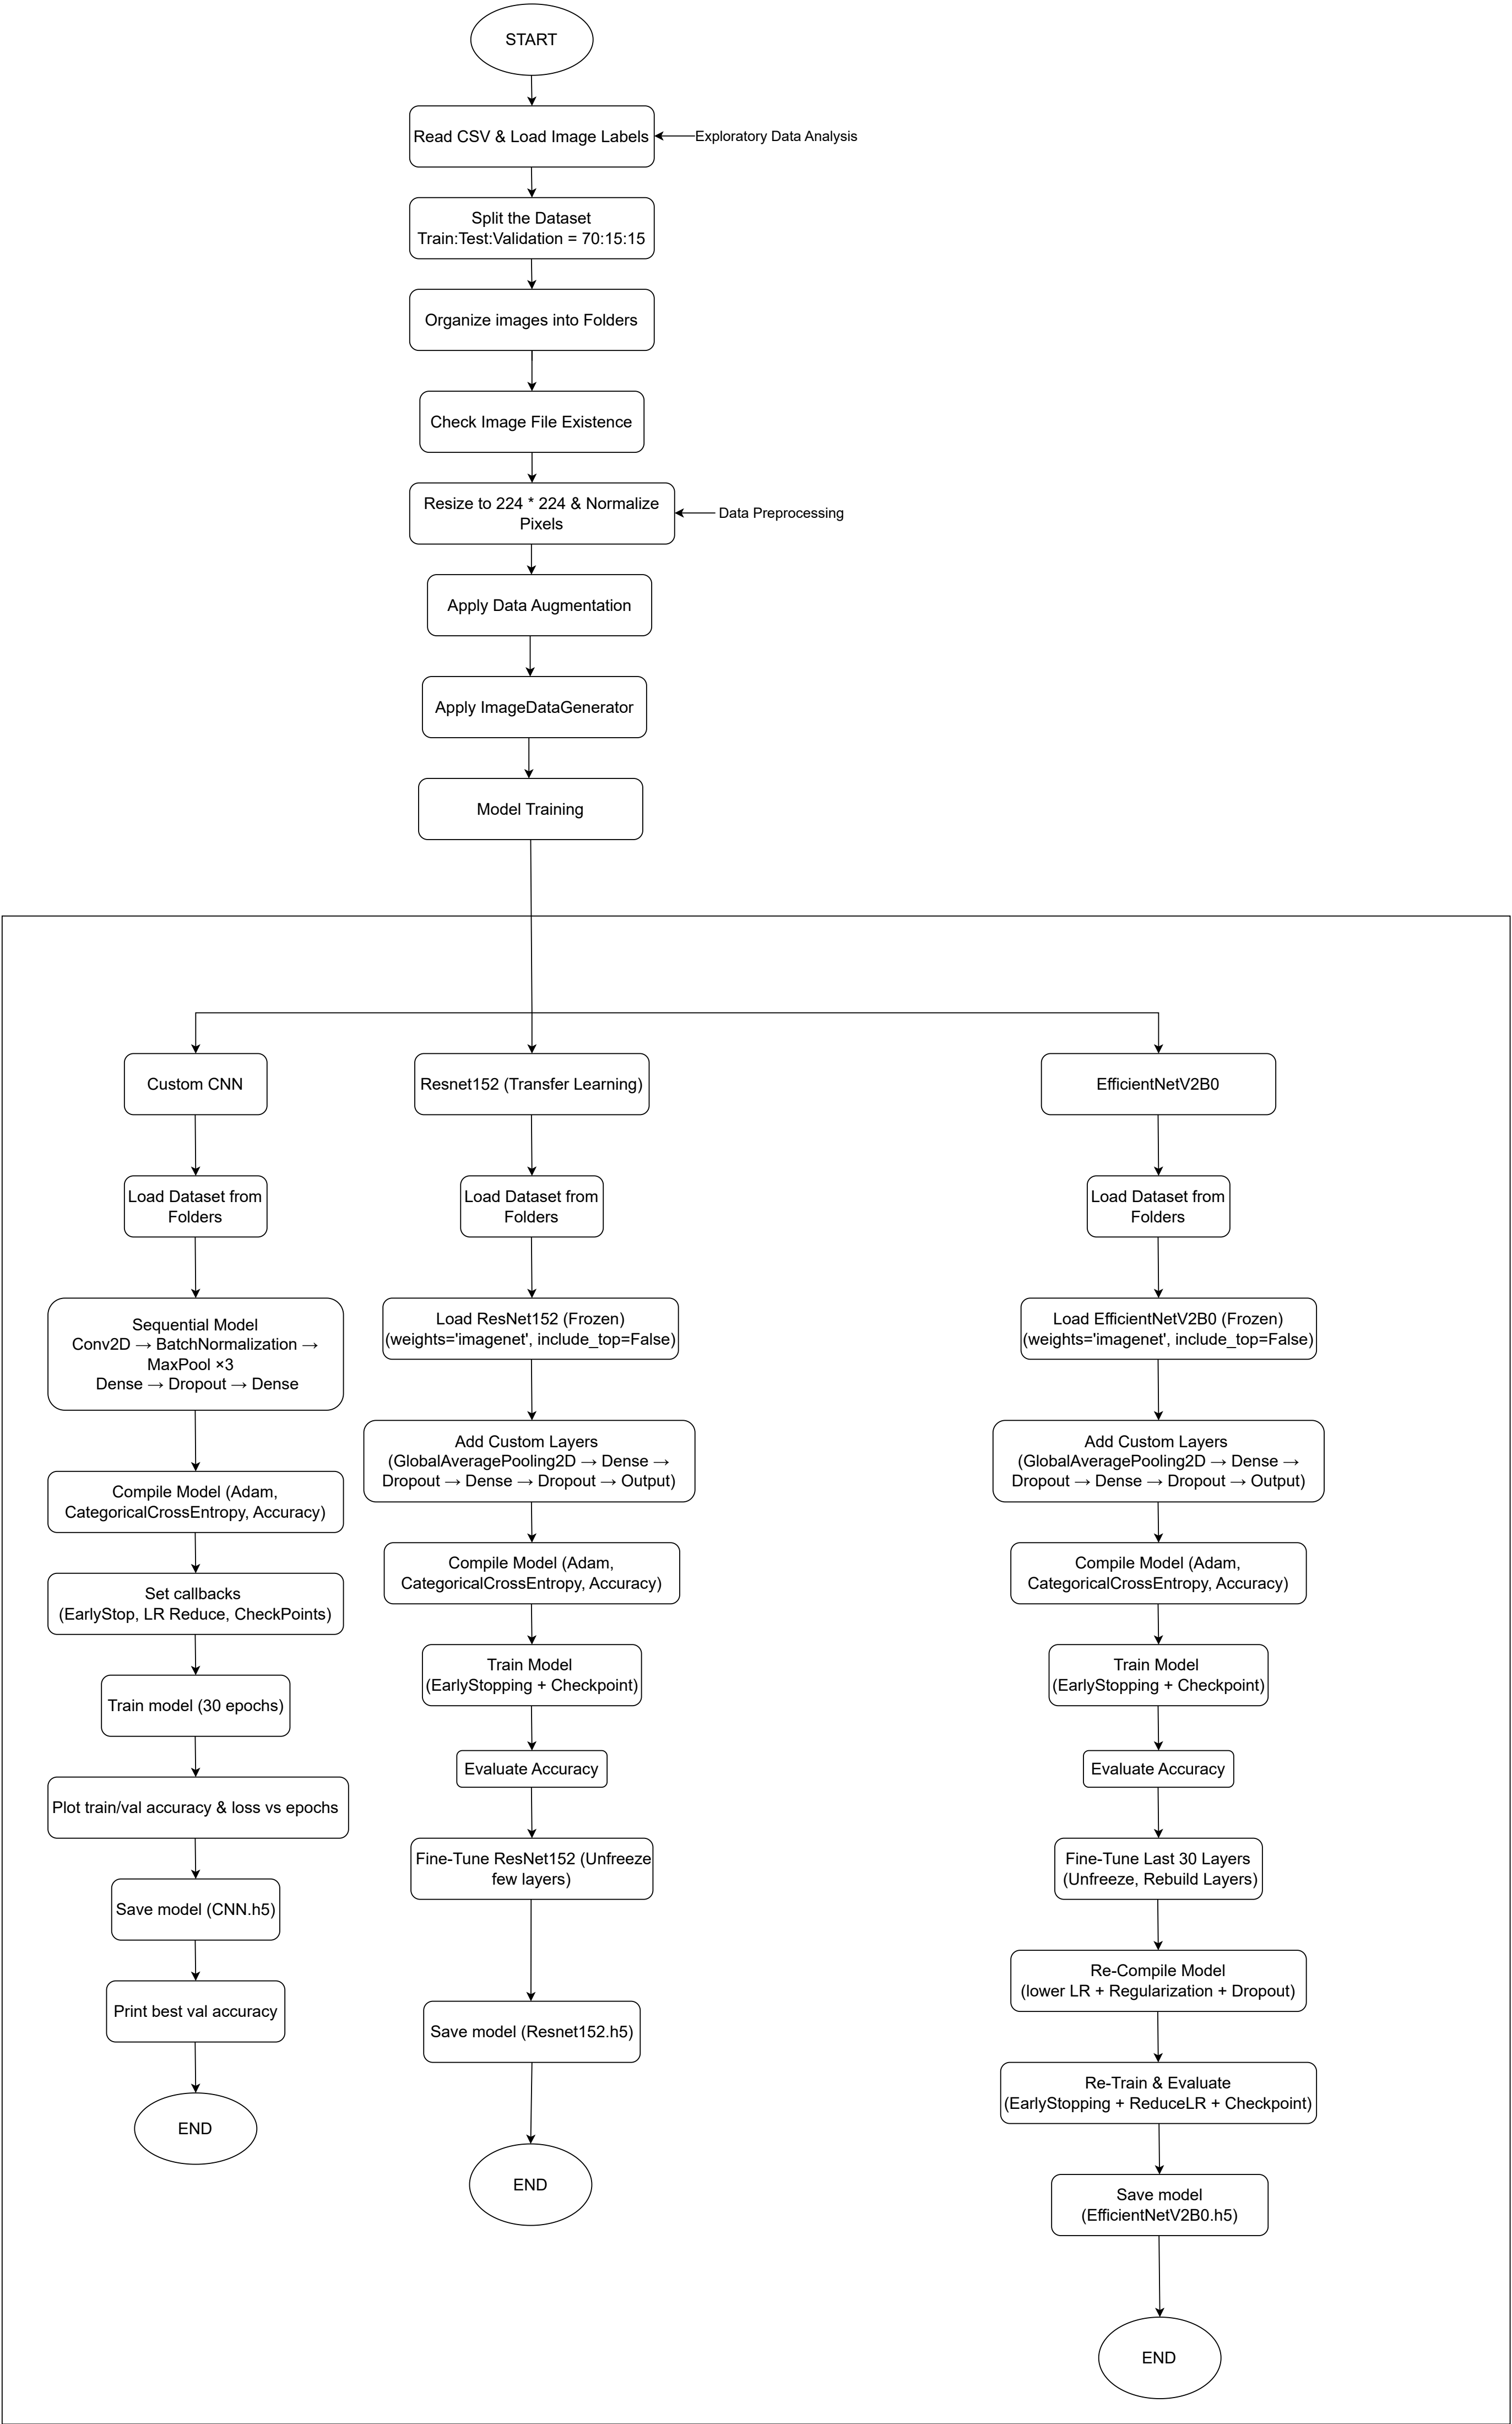 START
Read CSV & Load Image Labels
Exploratory Data Analysis
Split the Dataset
Train:Test:Validation = 70:15:15
Organize images into Folders
Check Image File Existence
Resize to 224 * 224 & Normalize
Pixels
Data Preprocessing
Apply Data Augmentation
Apply ImageDataGenerator
Model Training
Custom CNN
Load Dataset from
Folders
Sequential Model
Conv2D → BatchNormalization →
MaxPool ×3
Dense → Dropout → Dense
Compile Model (Adam,
CategoricalCrossEntropy, Accuracy)
Set callbacks
(EarlyStop, LR Reduce, CheckPoints)
Train model (30 epochs)
Plot train/val accuracy & loss vs epochs
Save model (CNN.h5)
Print best val accuracy
END
Resnet152 (Transfer Learning)
Load Dataset from
Folders
Load ResNet152 (Frozen)
(weights='imagenet', include_top=False)
Add Custom Layers
(GlobalAveragePooling2D → Dense →
Dropout → Dense → Dropout → Output)
Compile Model (Adam,
CategoricalCrossEntropy, Accuracy)
Train Model
(EarlyStopping + Checkpoint)
Evaluate Accuracy
Fine-Tune ResNet152 (Unfreeze
few layers)
Save model (Resnet152.h5)
END
EfficientNetV2B0
Load Dataset from
Folders
Load EfficientNetV2B0 (Frozen)
(weights='imagenet', include_top=False)
Add Custom Layers
(GlobalAveragePooling2D → Dense →
Dropout → Dense → Dropout → Output)
Compile Model (Adam,
CategoricalCrossEntropy, Accuracy)
Train Model
(EarlyStopping + Checkpoint)
Evaluate Accuracy
Fine-Tune Last 30 Layers
(Unfreeze, Rebuild Layers)
Re-Compile Model
(lower LR + Regularization + Dropout)
Re-Train & Evaluate
(EarlyStopping + ReduceLR + Checkpoint)
Save model
(EfficientNetV2B0.h5)
END